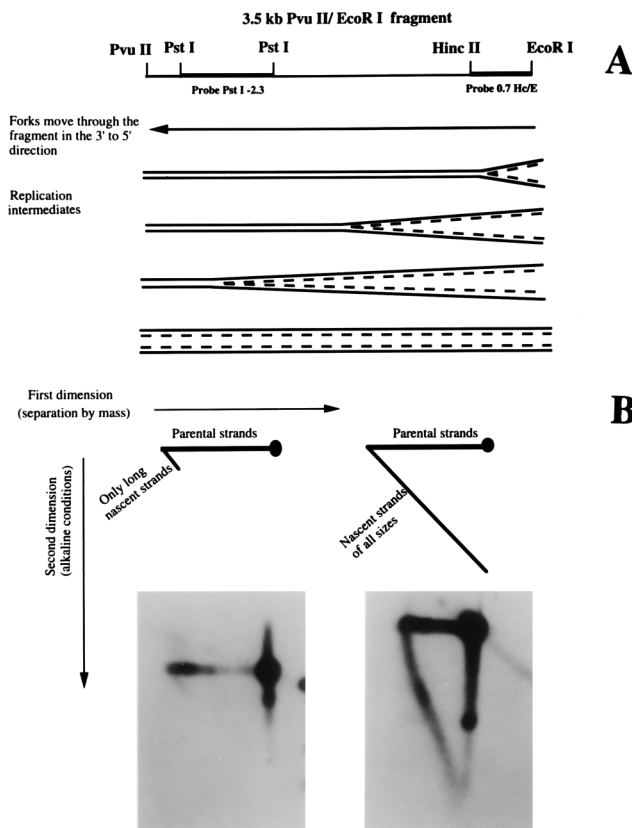 3.5 kb Pvu II/ EcoR I fragment
A
Pvu II Pst I Pst I Hinc II EcoR I
Probe Pst I -2.3 Probe 0.7 Hc/E
Forks move through the
fragment in the 3' to 5'
direction
Replication
intermediates
B
First dimension
(separation by mass)
Parental strands
Only long
nascent strands
Parental strands
Nascent strands
of all sizes
Second dimension
(alkaline conditions)